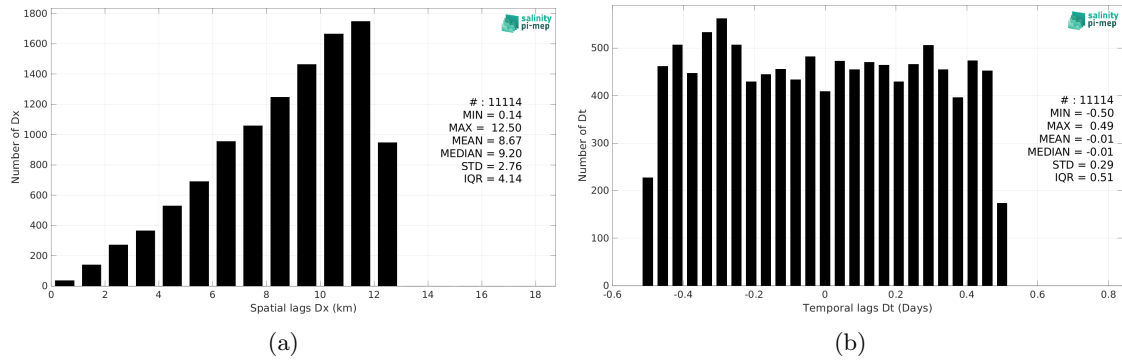 1800
1600
1400
1200
1000
800
600
400
200
0
Number of Dx
salinity
pi-mep
# : 11114
MIN = 0.14
MAX = 12.50
MEAN = 8.67
MEDIAN = 9.20
STD = 2.76
IQR = 4.14
0 2 4 6 8 10 12 14 16 18
Spatial lags Dx (km)
(a)
500
400
300
200
100
0
Number of Dt
salinity
pi-mep
# : 11114
MIN = -0.50
MAX = 0.49
MEAN = -0.01
MEDIAN = -0.01
STD = 0.29
IQR = 0.51
-0.6 -0.4 -0.2 0 0.2 0.4 0.6 0.8
Temporal lags Dt (Days)
(b)